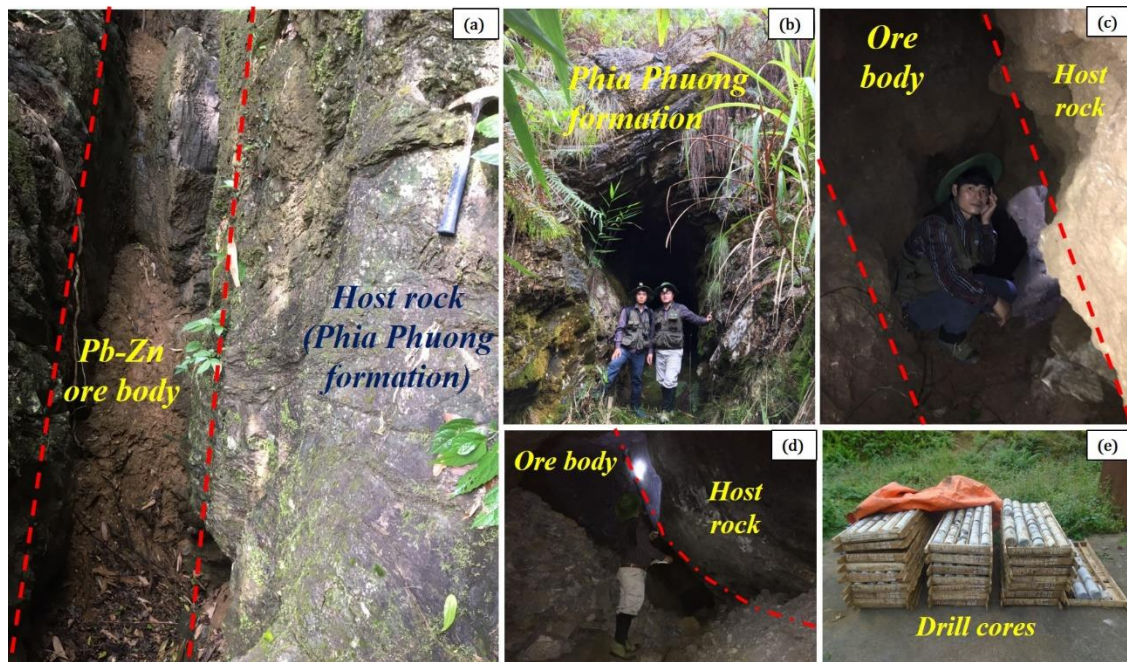 (a)
Pb-Zn
ore body
Host rock
(Phia Phuong
formation)
(b)
Phia Phuong
formation
(c)
Ore
body
Host
rock
(d)
Ore body
Host
rock
(e)
Drill cores